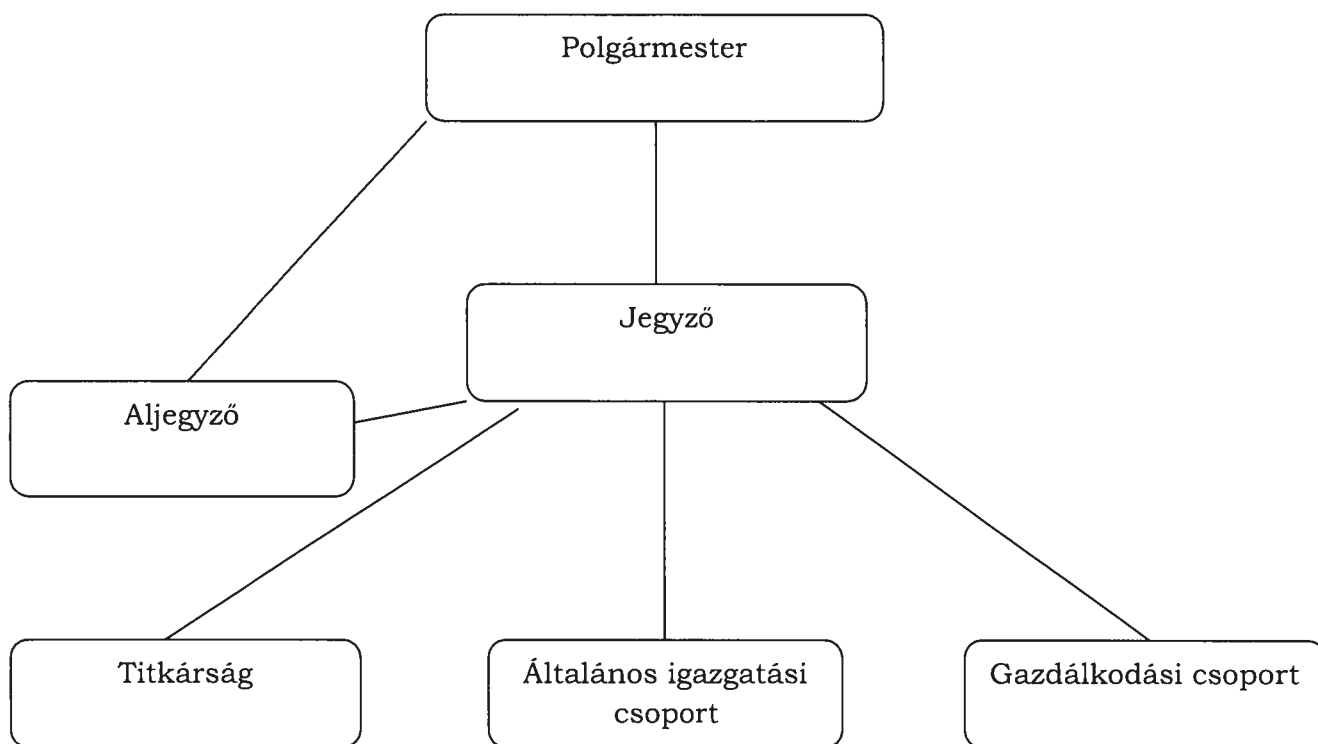 Polgármester
Jegyző
Aljegyző
Titkárság
Általános igazgatási
csoport
Gazdálkodási csoport